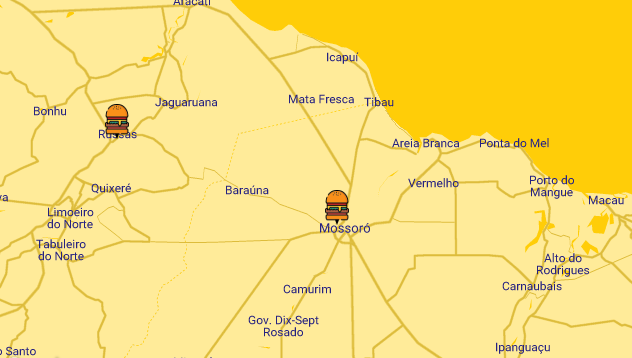 Aracati
Icapuí
Mata Fresca
Tibau
Jaguaruana
Bonhu
Russas
Areia Branca
Ponta do Mel
Quixeré
Baraúna
Vermelho
Porto do
Mangue
Macau
Limoeiro
do Norte
Mossoró
Tabuleiro
do Norte
Alto do
Rodrigues
Camurim
Carnaubais
Gov. Dix-Sept
Rosado
Ipanguaçu
o Santo